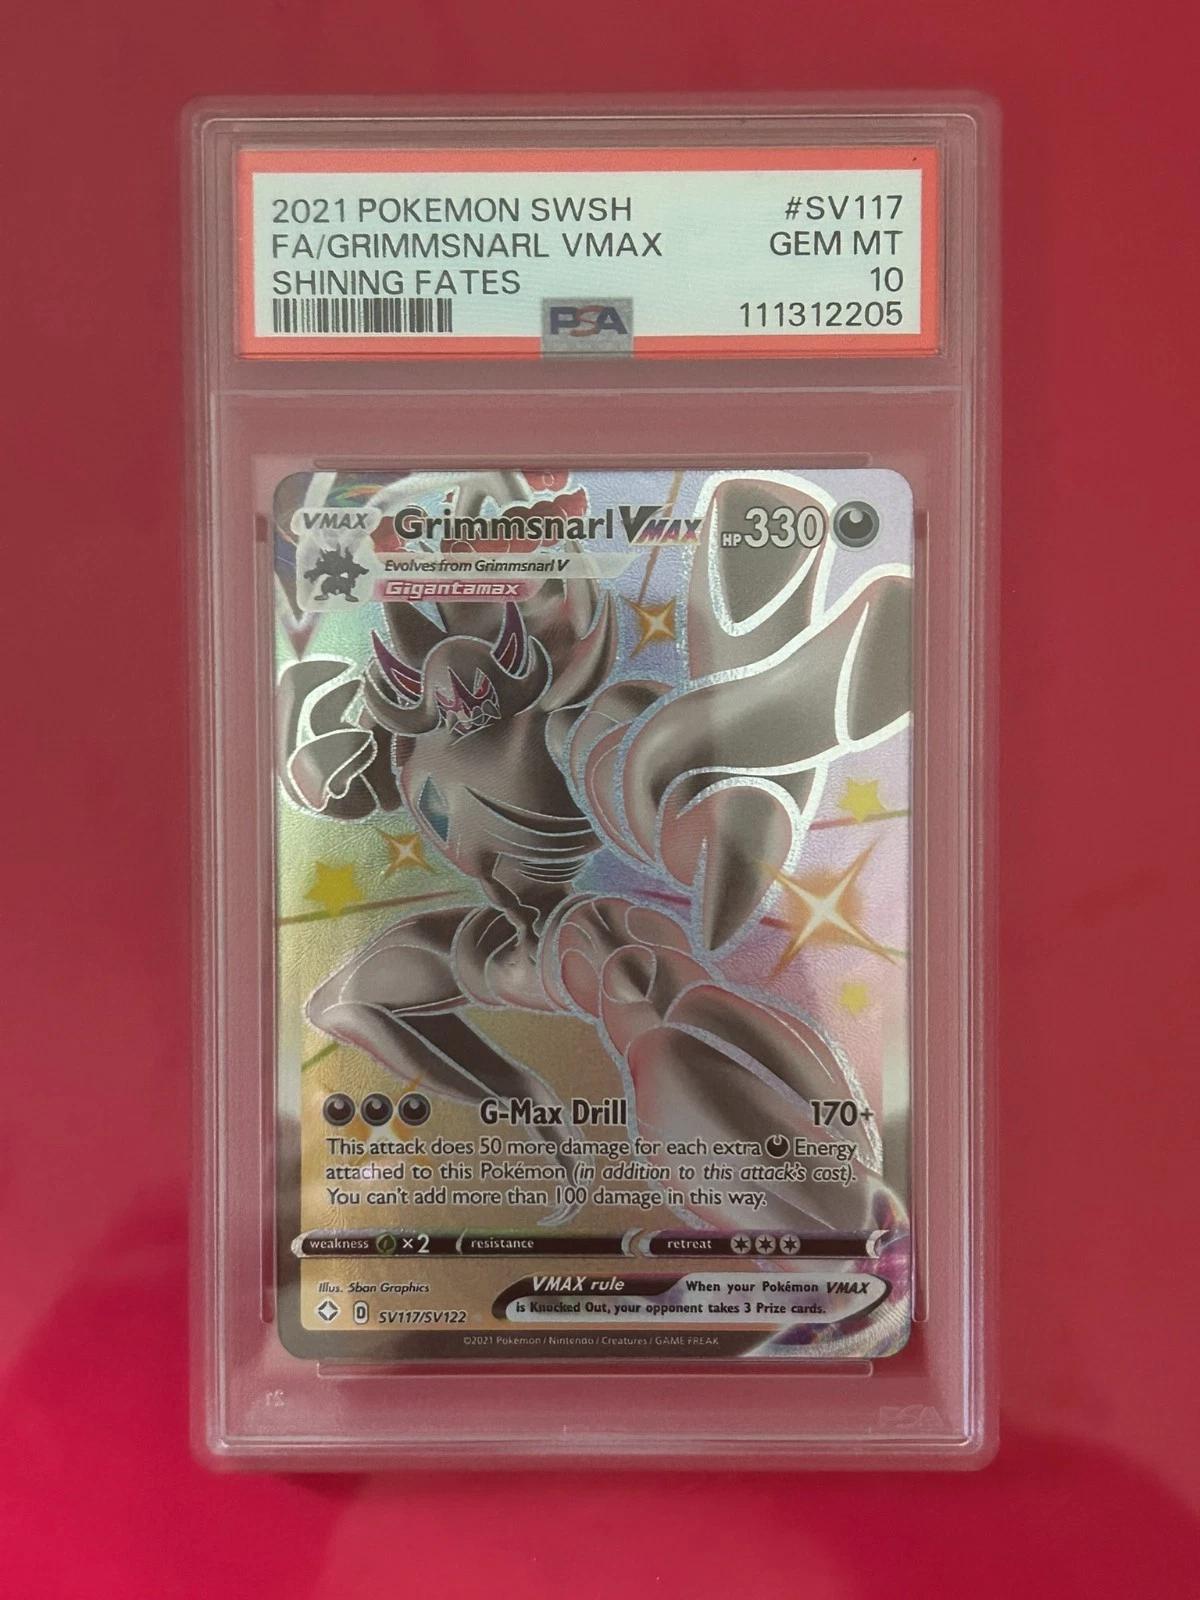 2021 POKEMON SWSH #SV117
FA/GRIMMSNARL VMAX GEM MT
SHINING FATES 10
PSA 111312205
VMAX Grimmsnarl VMAX HP 330
Evolves from Grimmsnarl V
Gigantamax
G-Max Drill 170+
This attack does 50 more damage for each extra Energy
attached to this Pokémon (in addition to this attack's cost).
You can't add more than 100 damage in this way.
weakness ×2 resistance retreat
Illus. 5ban Graphics
VMAX rule When your Pokémon VMAX
is Knocked Out, your opponent takes 3 Prize cards.
D SV117/SV122
©2021 Pokémon / Nintendo / Creatures / GAME FREAK
21 PSA